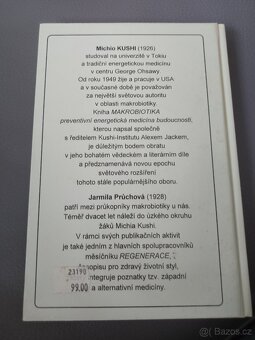 Michio KUSHI (1926)
studoval na univerzitě v Tokiu
a tradiční energetickou medicínu
v centru George Ohsawy
Od roku 1949 žije a pracuje v USA
a v současné době je považován
za největší světovou autoritu
v oblasti makrobiotiky.
Kniha MAKROBIOTIKA
preventivní energetická medicína budoucnosti,
kterou napsal společně
s ředitelem Kushi-Institutu Alexem Jackem,
je důležitým bodem obratu
v jeho bohatém vědeckém a literárním díle
a předznamenává novou epochu
světového rozšíření
tohoto stále populárnějšího oboru.
Jarmila Průchová (1928)
patří mezi průkopníky makrobiotiky u nás.
Téměř dvacet let náleží do úzkého okruhu
žáků Michia Kushi.
V rámci svých publikačních aktivit
je také jedním z hlavních spolupracovníků
měsíčníku REGENERACE,
23190
opisu pro zdravý životní styl,
99.00
integruje poznatky tzv. západní
a alternativní medicíny.
bazos.cz